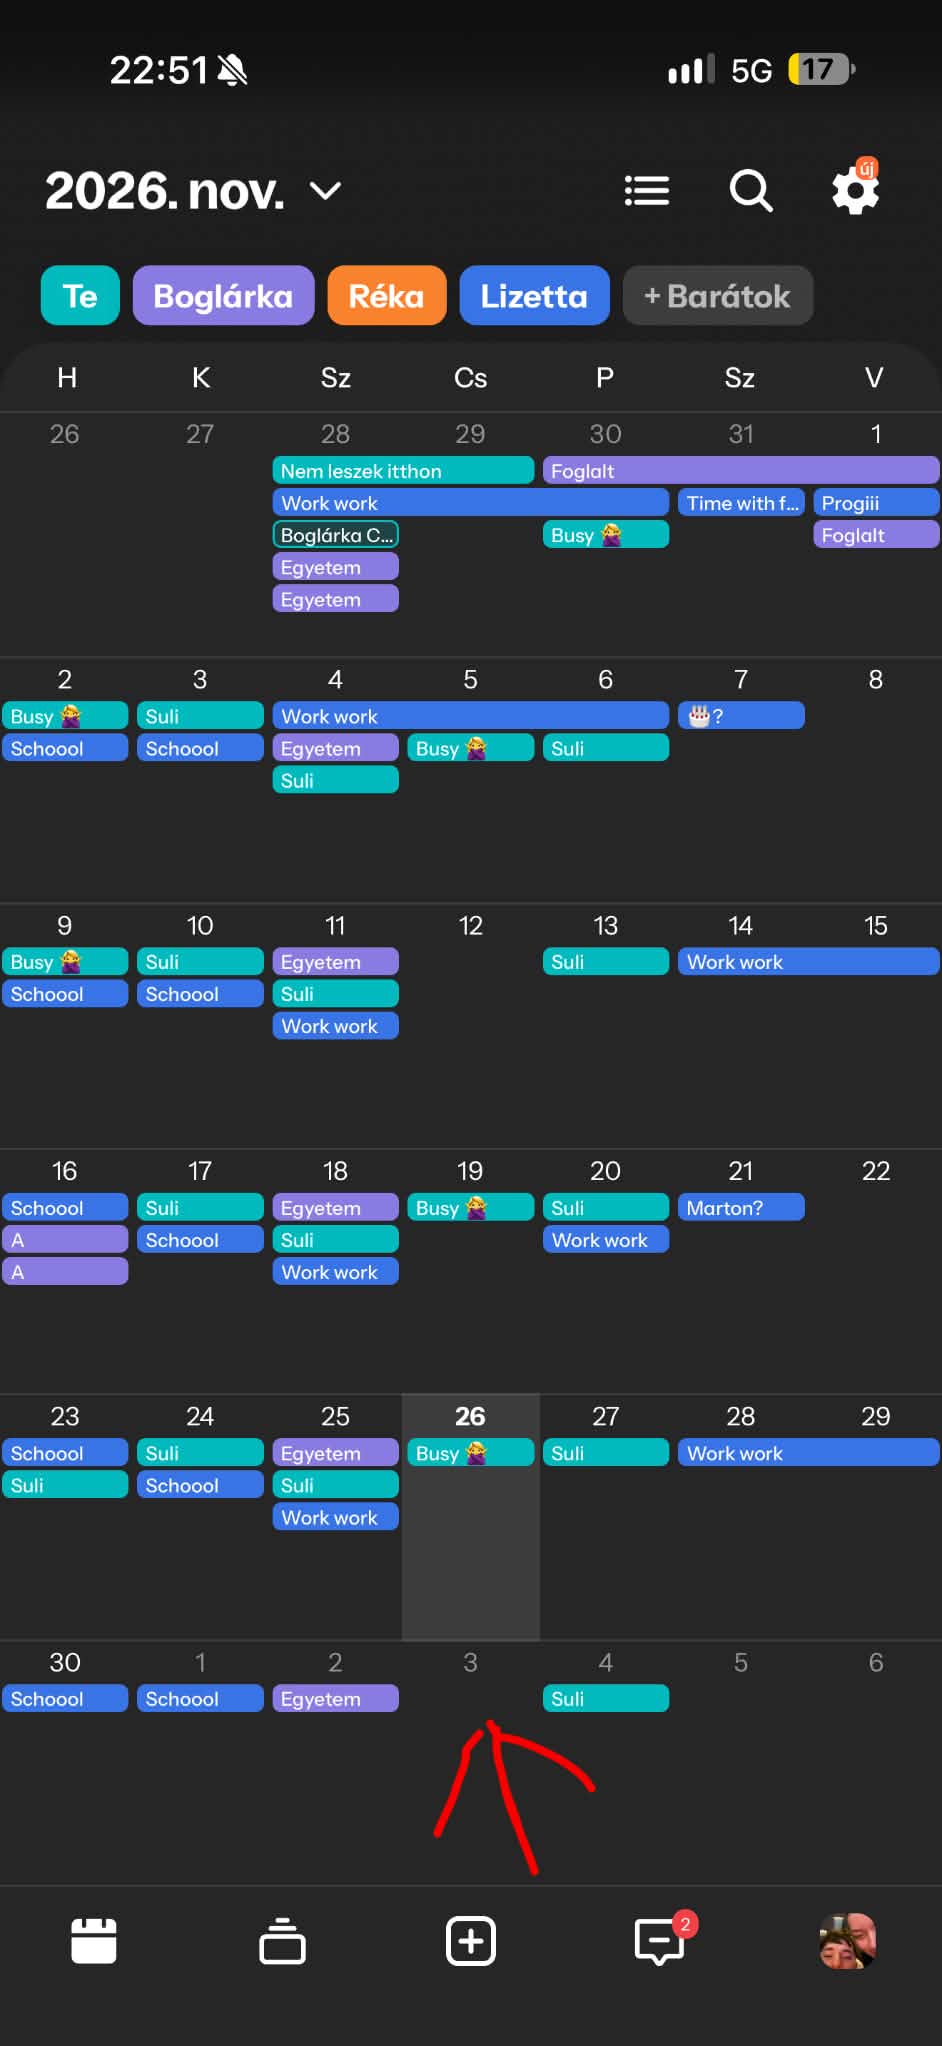 22:51 5G 17
2026. nov. új
Te Boglárka Réka Lizetta + Barátok
H K Sz Cs P Sz V
26 27 28 29 30 31 1
Nem leszek itthon Foglalt
Work work Time with f... Progiii
Boglárka C... Busy Foglalt
Egyetem
Egyetem
2 3 4 5 6 7 8
Busy Suli Work work ?
Schoool Schoool Egyetem Busy Suli
Suli
9 10 11 12 13 14 15
Busy Suli Egyetem Suli Work work
Schoool Schoool Suli
Work work
16 17 18 19 20 21 22
Schoool Suli Egyetem Busy Suli Marton?
A Schoool Suli Work work
A Work work
23 24 25 26 27 28 29
Schoool Suli Egyetem Busy Suli Work work
Suli Schoool Suli
Work work
30 1 2 3 4 5 6
Schoool Schoool Egyetem Suli
2